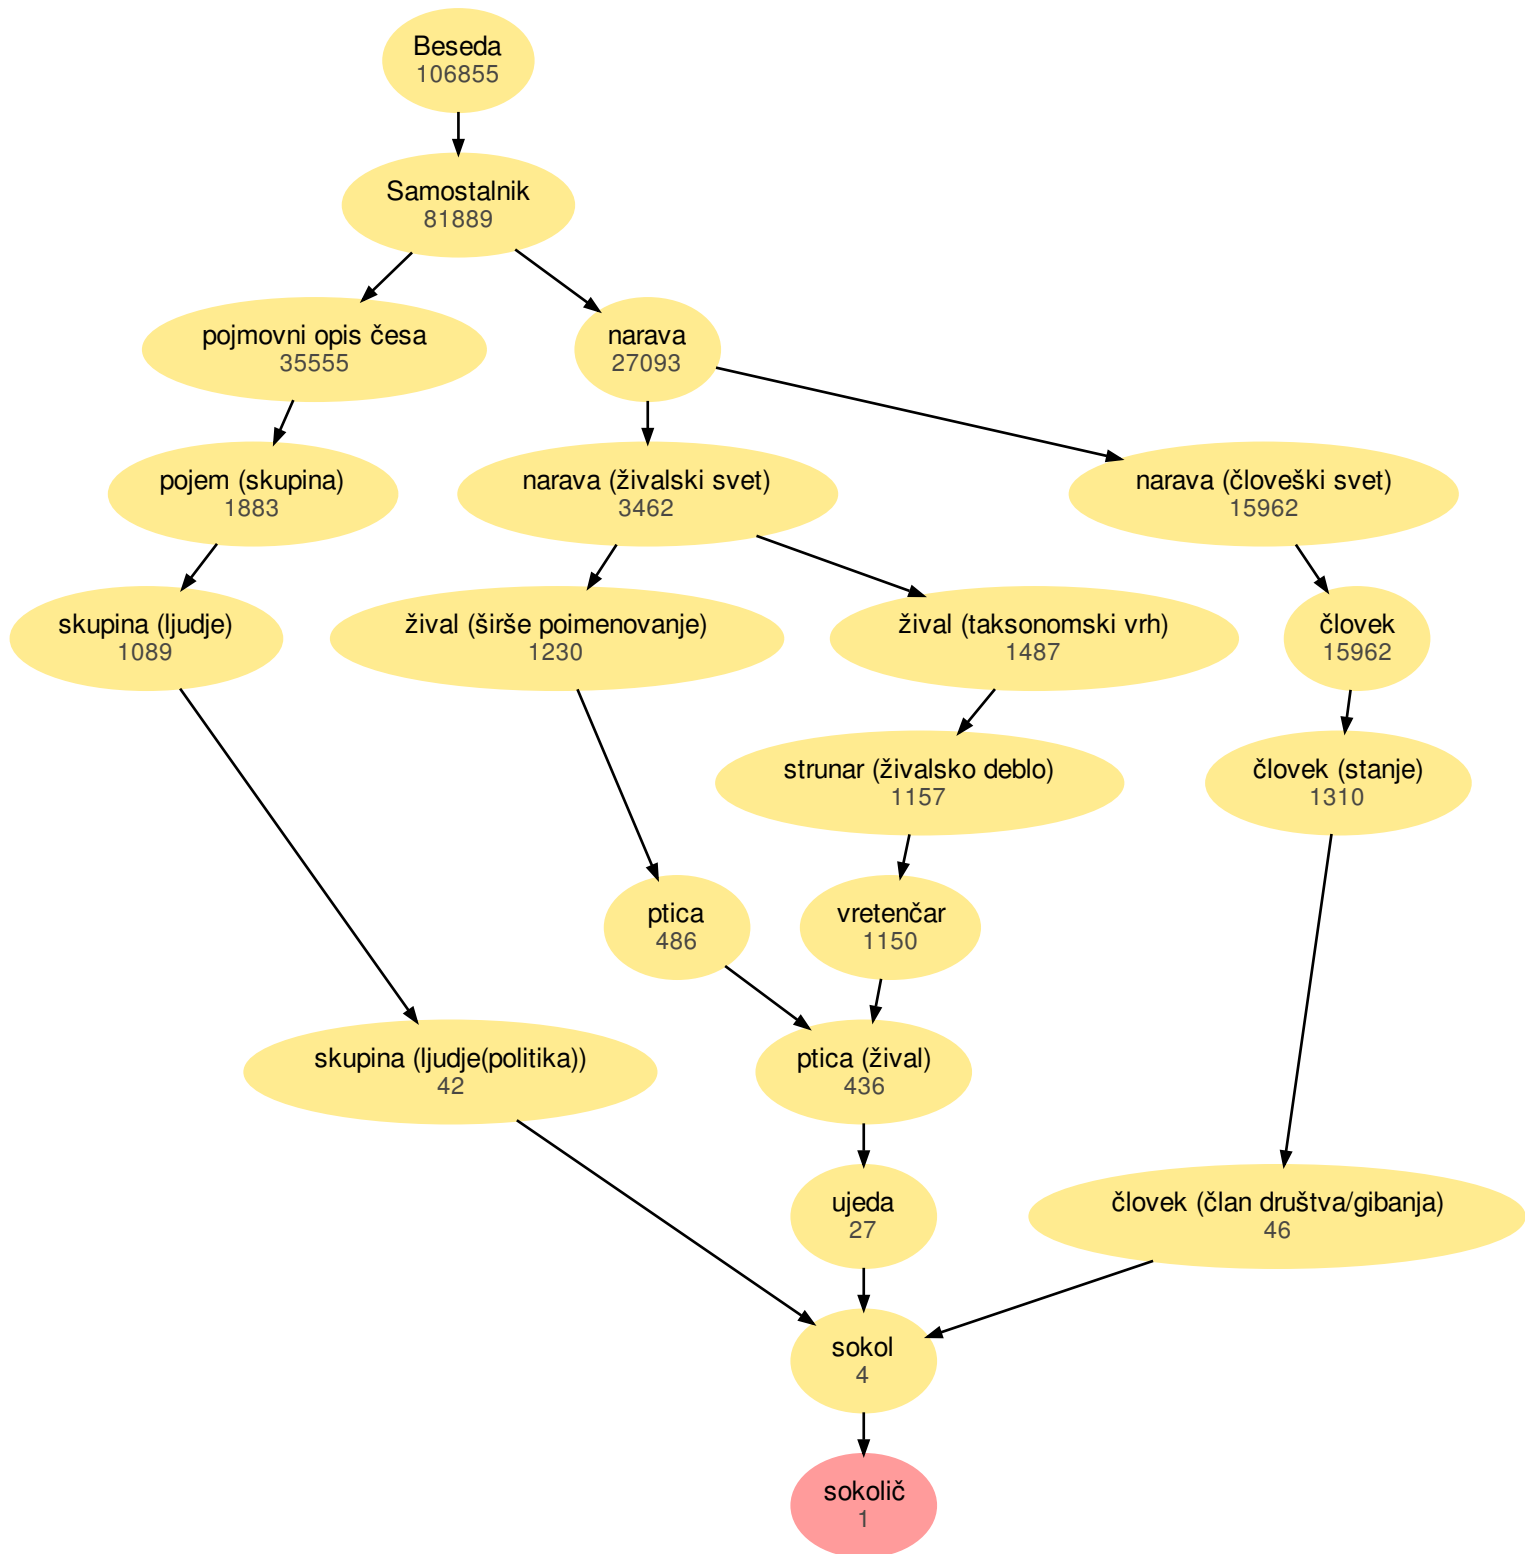 Beseda
106855
Samostalnik
81889
pojmovni opis česa
35555
narava
27093
pojem (skupina)
1883
narava (živalski svet)
3462
narava (človeški svet)
15962
skupina (ljudje)
1089
žival (širše poimenovanje)
1230
žival (taksonomski vrh)
1487
človek
15962
strunar (živalsko deblo)
1157
človek (stanje)
1310
ptica
486
vretenčar
1150
skupina (ljudje(politika))
42
ptica (žival)
436
ujeda
27
človek (član društva/gibanja)
46
sokol
4
sokolič
1